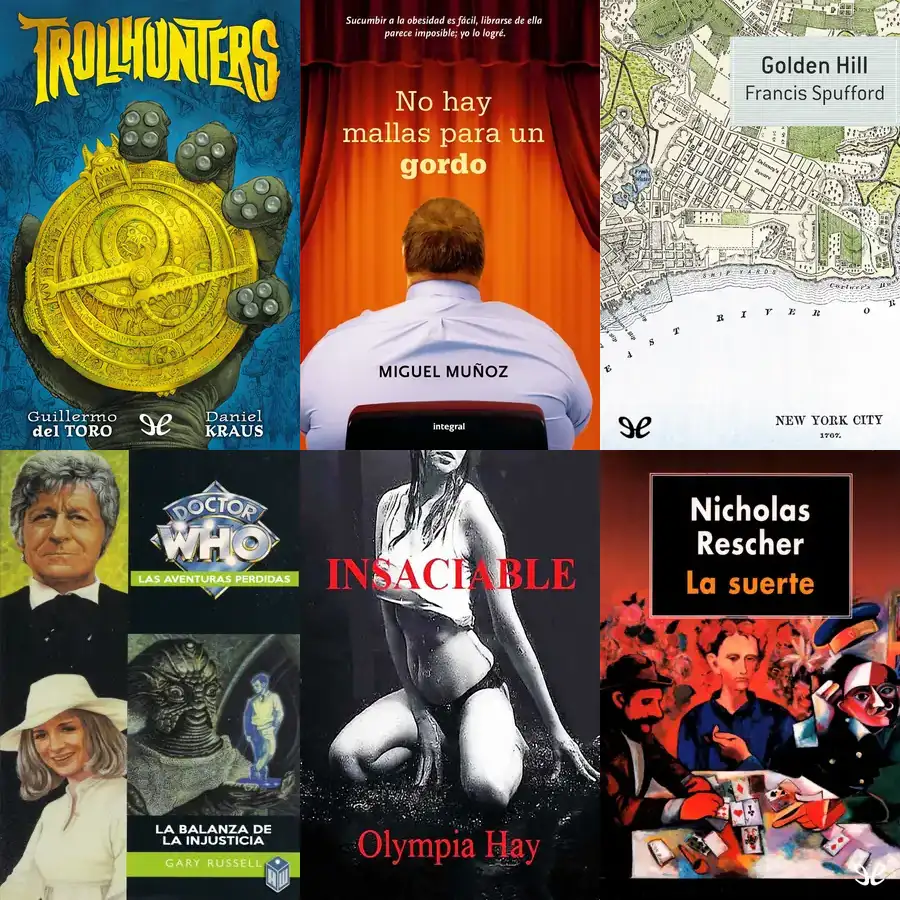 TROLLHUNTERS
Guillermo
del TORO
Daniel
KRAUS
Sucumbir a la obesidad es fácil, librarse de ella
parece imposible; yo lo logré.
No hay
mallas para un
gordo
MIGUEL MUÑOZ
integral
Golden Hill
Francis Spufford
EAST RIVER OR
NEW YORK CITY
1767.
DOCTOR
WHO
LAS AVENTURAS PERDIDAS
LA BALANZA DE
LA INJUSTICIA
GARY RUSSELL
INSACIABLE
Olympia Hay
Nicholas
Rescher
La suerte